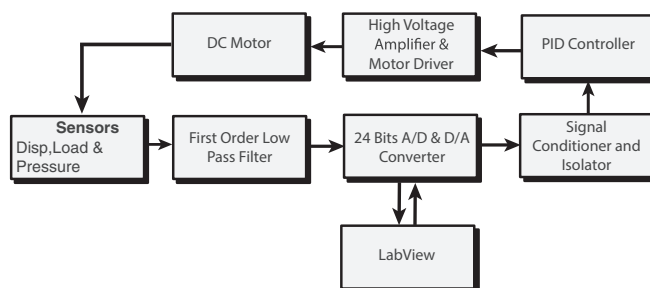 DC Motor
High Voltage
Amplifier &
Motor Driver
PID Controller
Sensors
Disp,Load &
Pressure
First Order Low
Pass Filter
24 Bits A/D & D/A
Converter
Signal
Conditioner and
Isolator
LabView